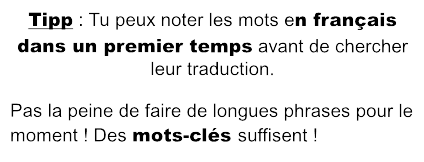 Tipp : Tu peux noter les mots en français
dans un premier temps avant de chercher
leur traduction.
Pas la peine de faire de longues phrases pour le
moment ! Des mots-clés suffisent !